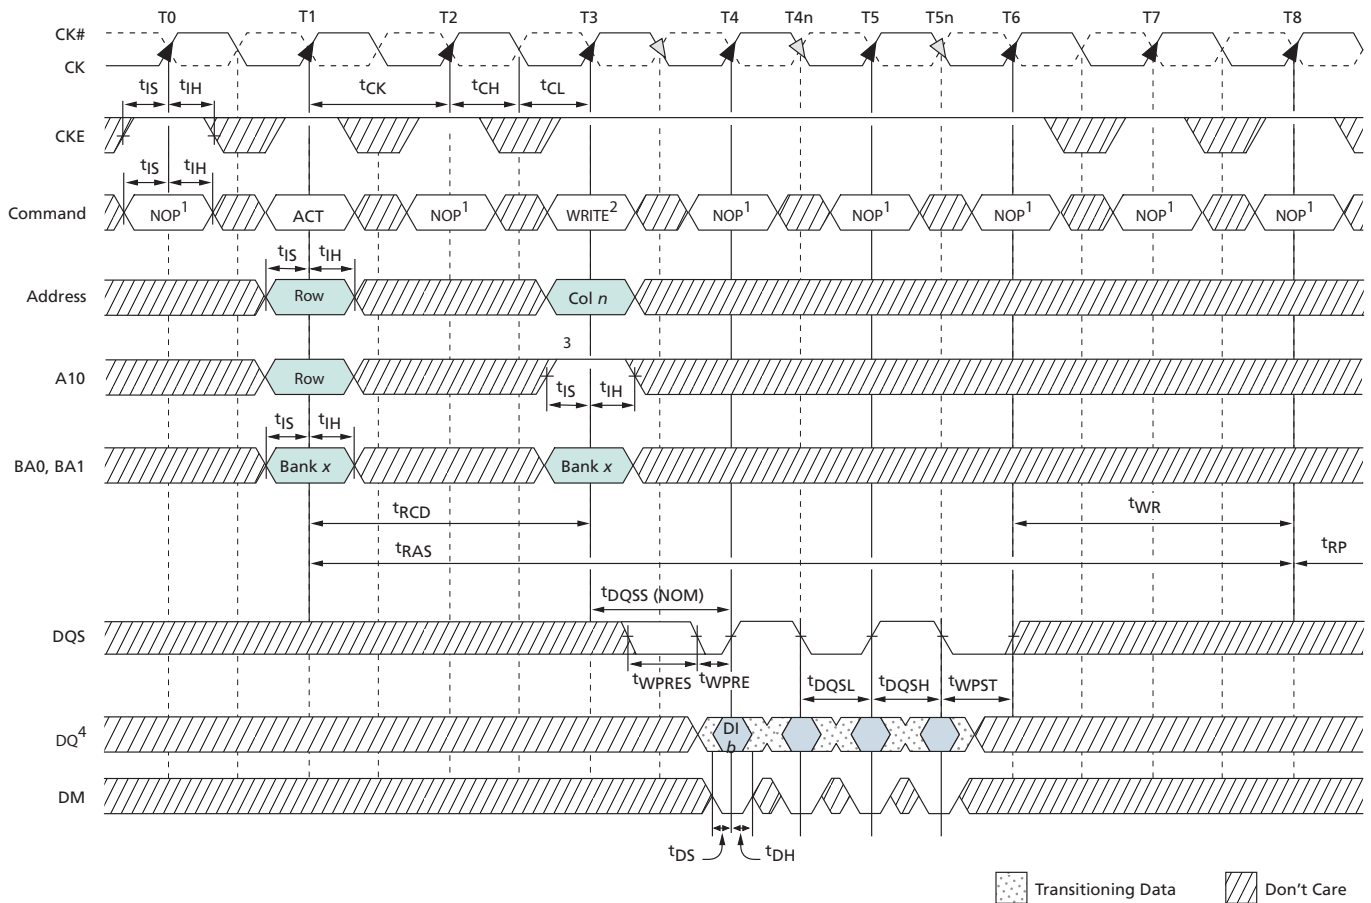 T0 T1 T2 T3 T4 T4n T5 T5n T6 T7 T8
CK#
CK
tIS tIH tCK tCH tCL
CKE
tIS tIH
Command NOP1 ACT NOP1 WRITE2 NOP1 NOP1 NOP1 NOP1 NOP1
tIS tIH
Address Row Col n
3
A10 Row
tIS tIH
tIS tIH
BA0, BA1 Bank x Bank x
tRCD tWR
tRAS tRP
tDQSS (NOM)
DQS
tWPRES tWPRE tDQSL tDQSH tWPST
DQ4 DI
b
DM
tDS tDH
Transitioning Data Don't Care